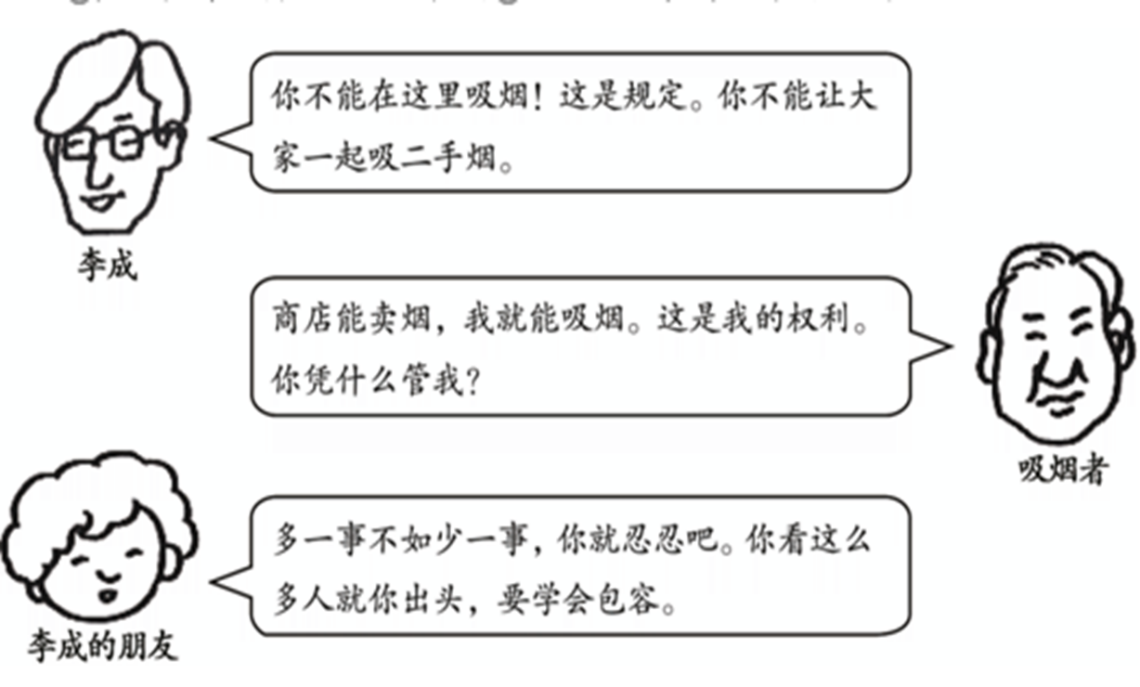 你不能在这里吸烟！这是规定。你不能让大
家一起吸二手烟。
李成
商店能卖烟，我就能吸烟。这是我的权利。
你凭什么管我？
吸烟者
多一事不如少一事，你就忍忍吧。你看这么
多人就你出头，要学会包容。
李成的朋友